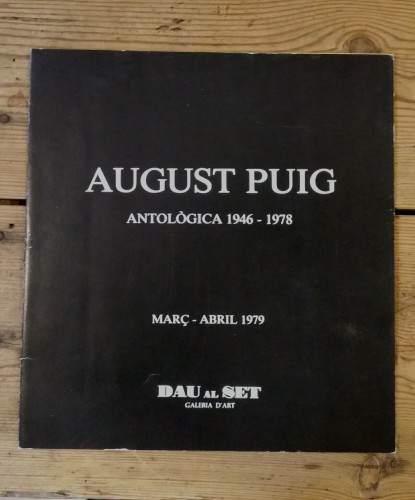 AUGUST PUIG
ANTOLÒGICA 1946 - 1978
MARÇ - ABRIL 1979
DAU AL SET
GALERIA D'ART